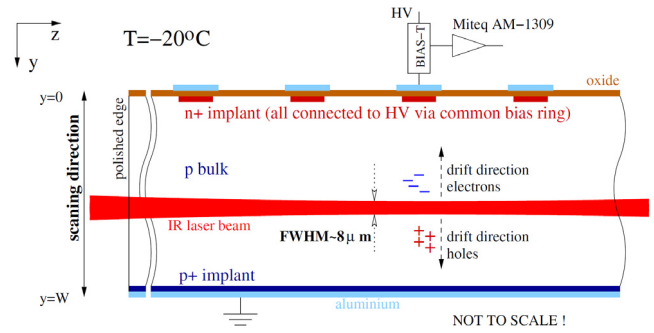 HV
Miteq AM-1309
BIAS-T
z
y
T=−20°C
oxide
y=0
n+ implant (all connected to HV via common bias ring)
polished edge
scaning direction
p bulk
drift direction
electrons
IR laser beam
FWHM~8μ m
drift direction
holes
p+ implant
y=W
aluminium
NOT TO SCALE !